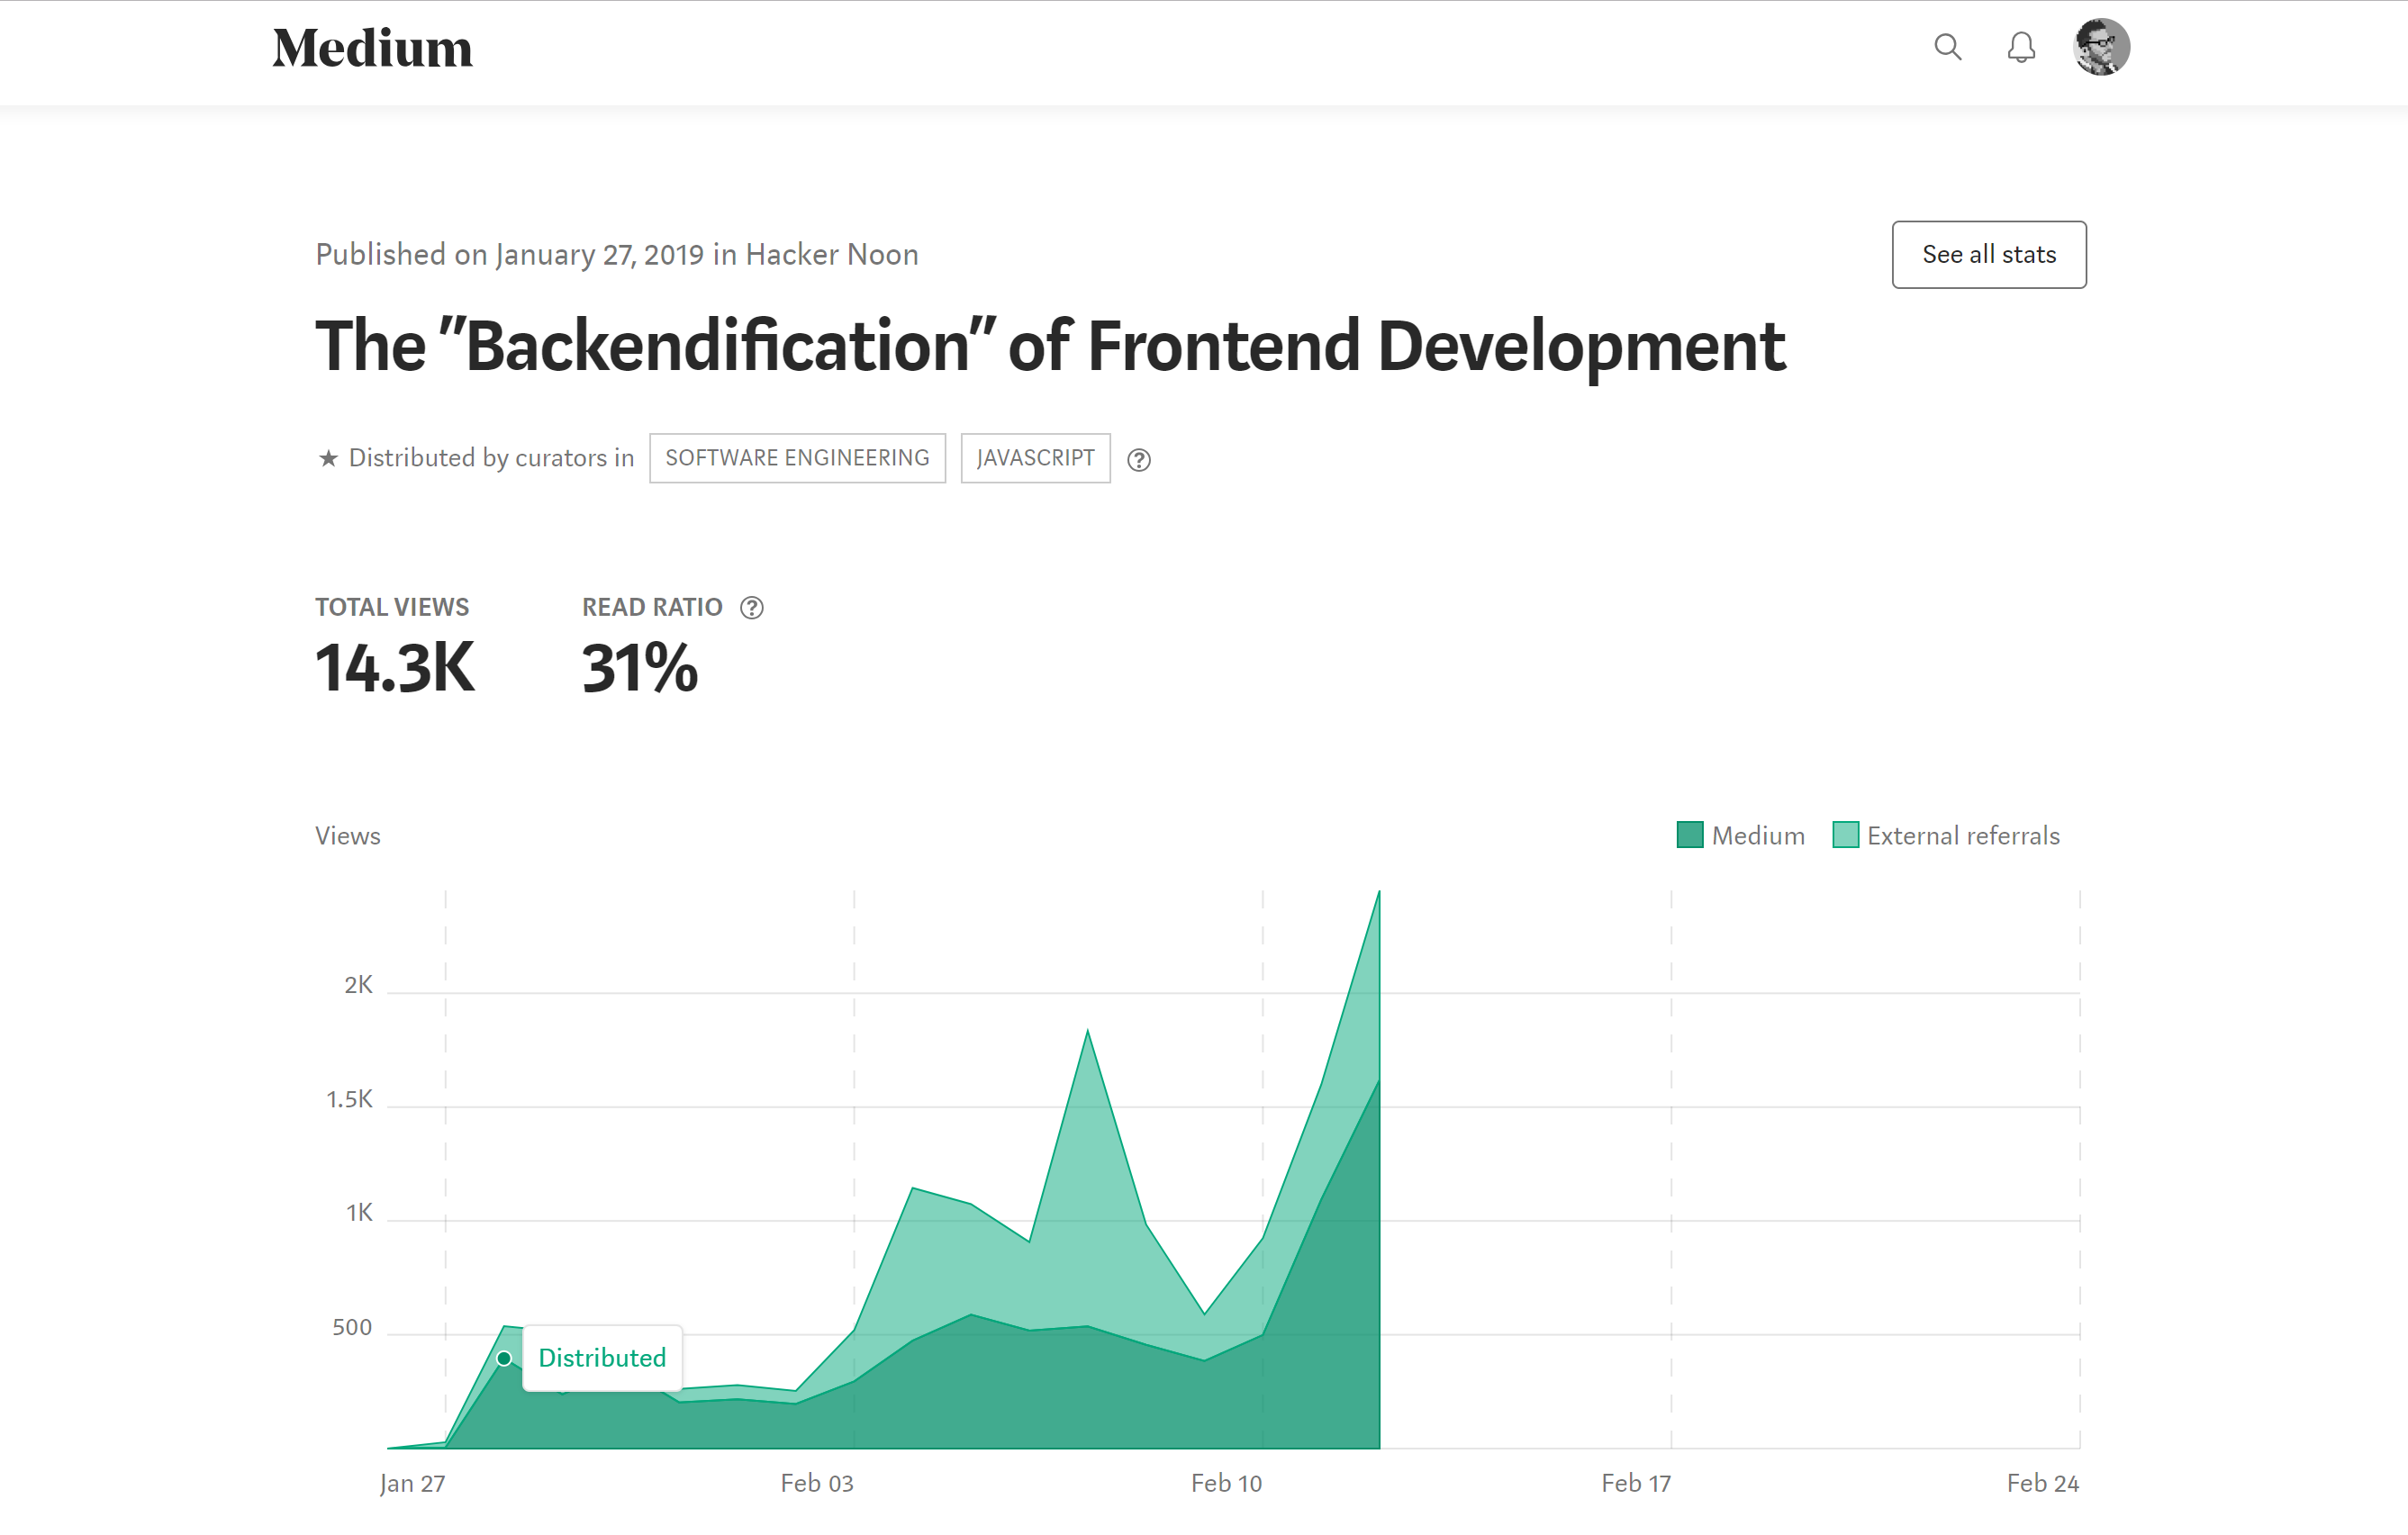 Medium
Published on January 27, 2019 in Hacker Noon
See all stats
The "Backendification" of Frontend Development
★ Distributed by curators in SOFTWARE ENGINEERING JAVASCRIPT ?
TOTAL VIEWS
14.3K
READ RATIO ?
31%
Views
Medium
External referrals
2K
1.5K
1K
500
Distributed
Jan 27
Feb 03
Feb 10
Feb 17
Feb 24